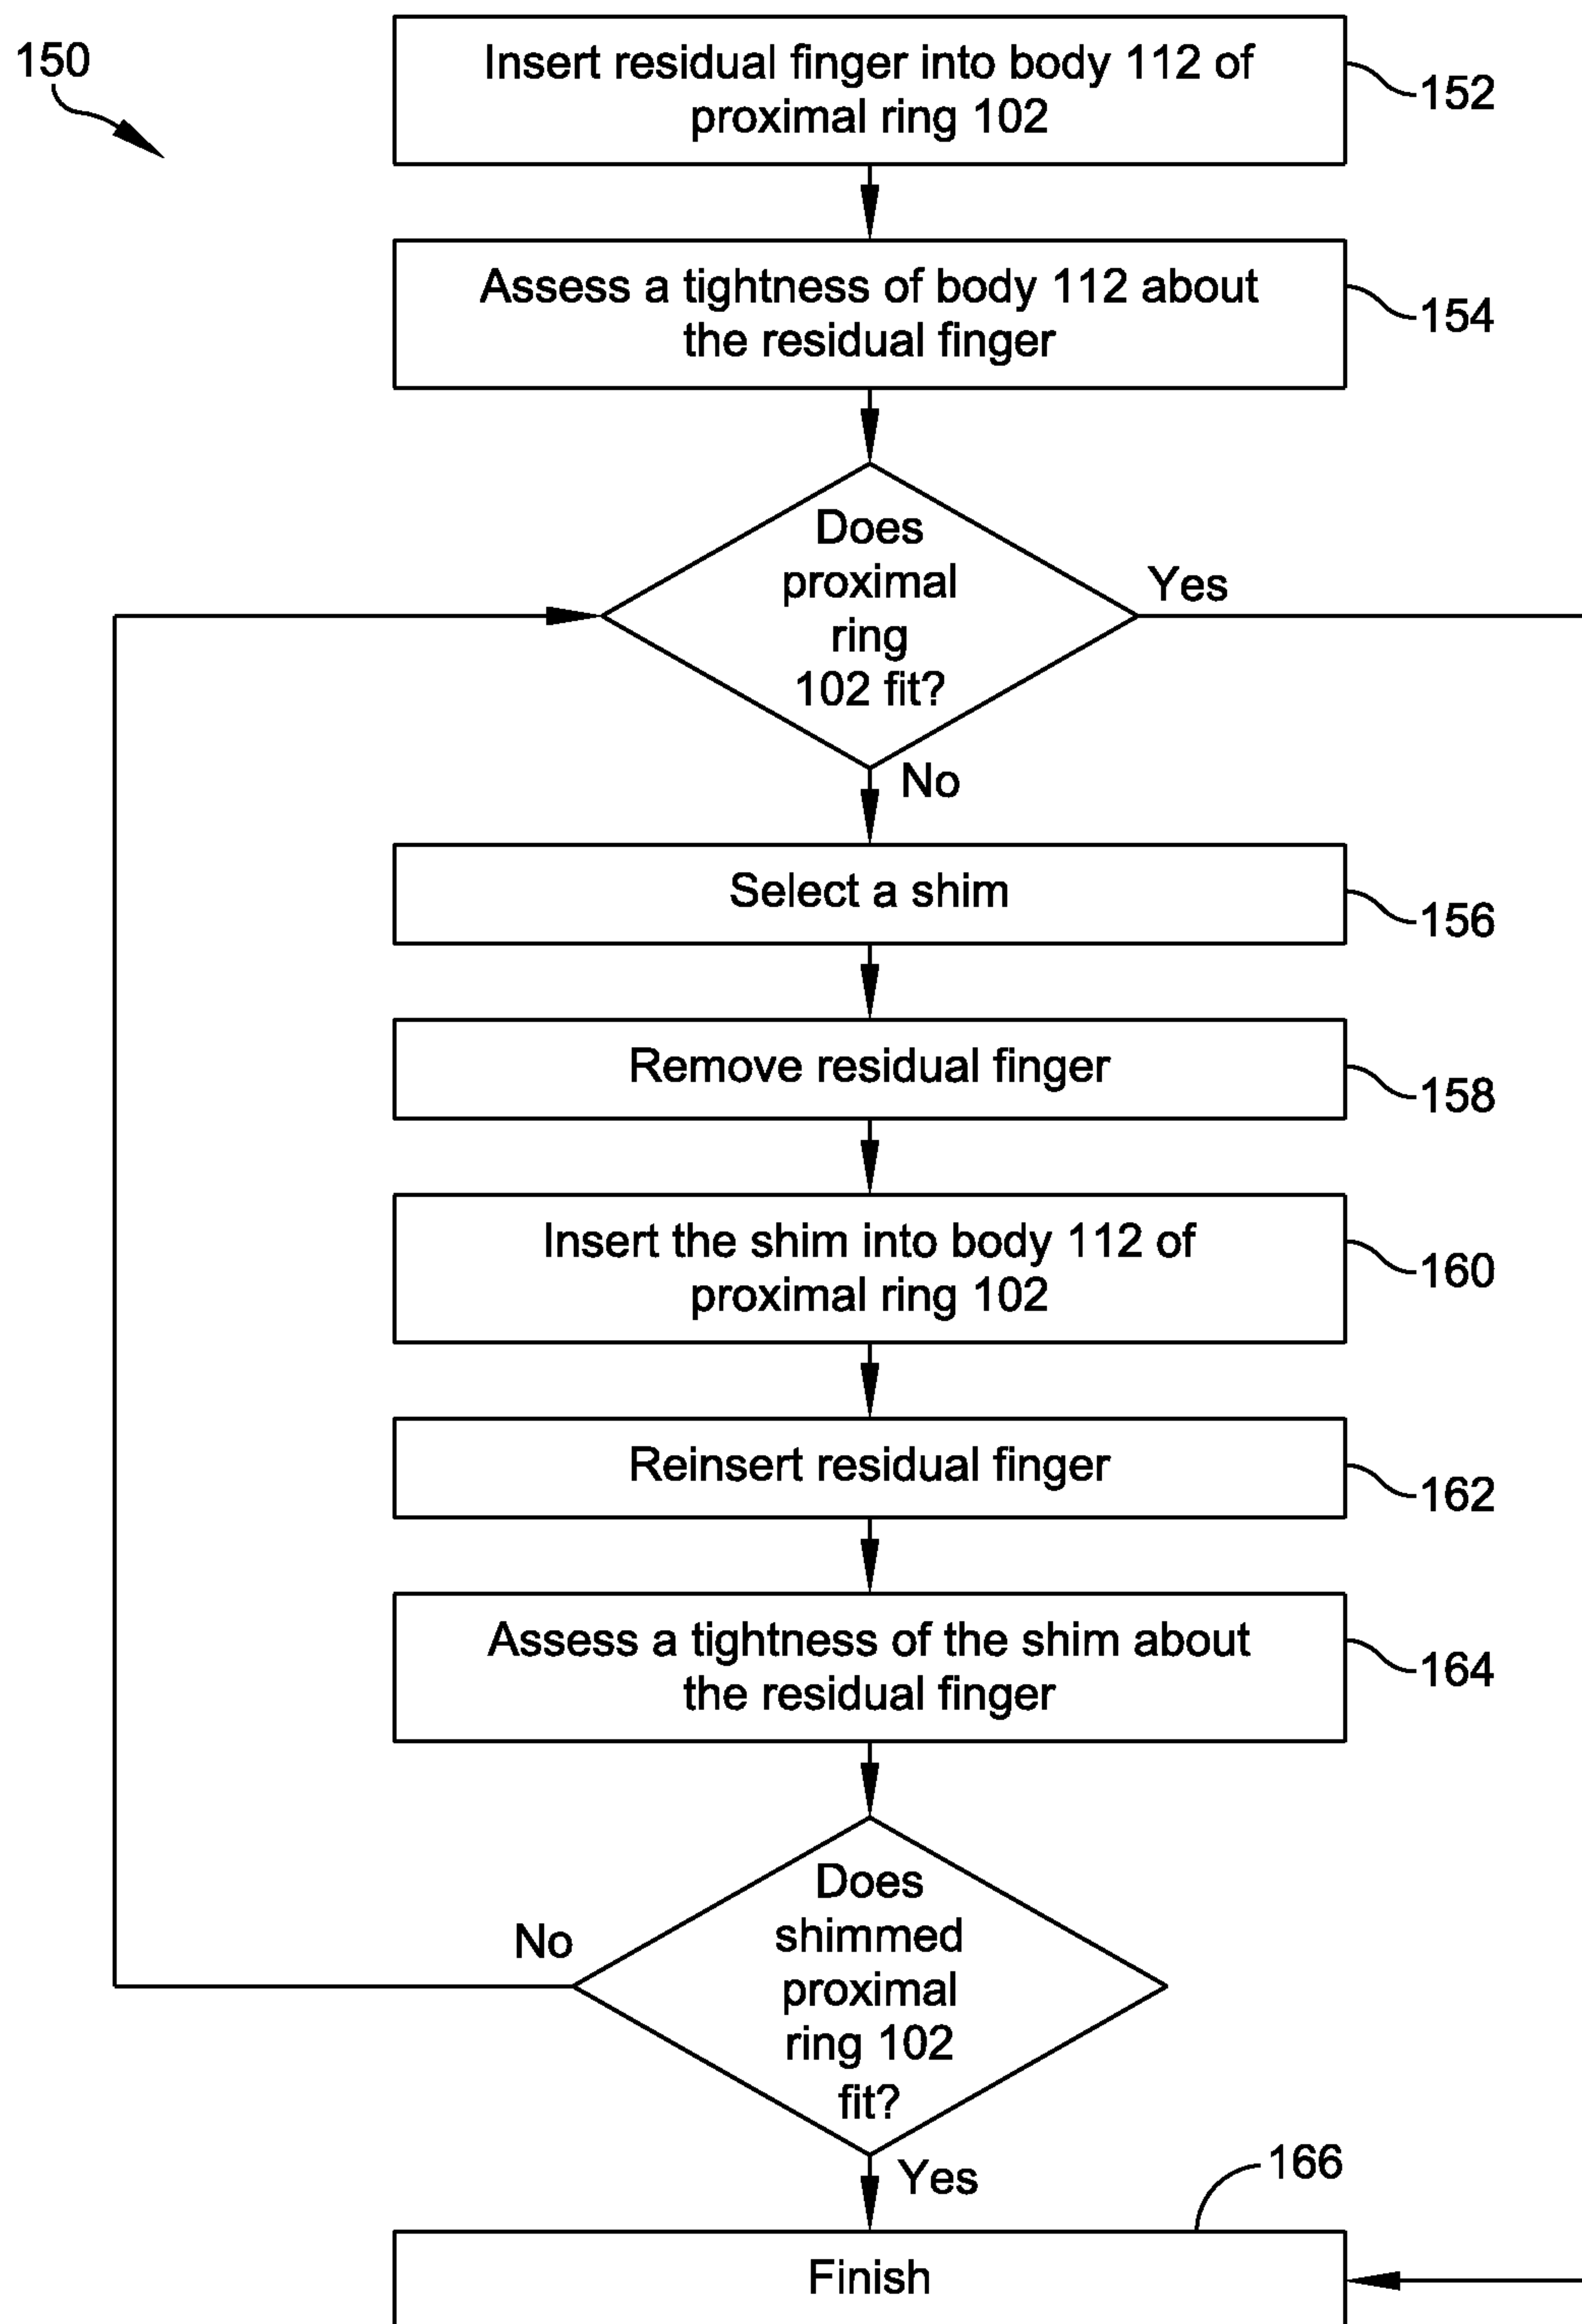 150
Insert residual finger into body 112 of
proximal ring 102
152
Assess a tightness of body 112 about
the residual finger
154
Does
proximal
ring
102 fit?
Yes
No
Select a shim
156
Remove residual finger
158
Insert the shim into body 112 of
proximal ring 102
160
Reinsert residual finger
162
Assess a tightness of the shim about
the residual finger
164
Does
shimmed
proximal
ring 102
fit?
No
Yes
166
Finish